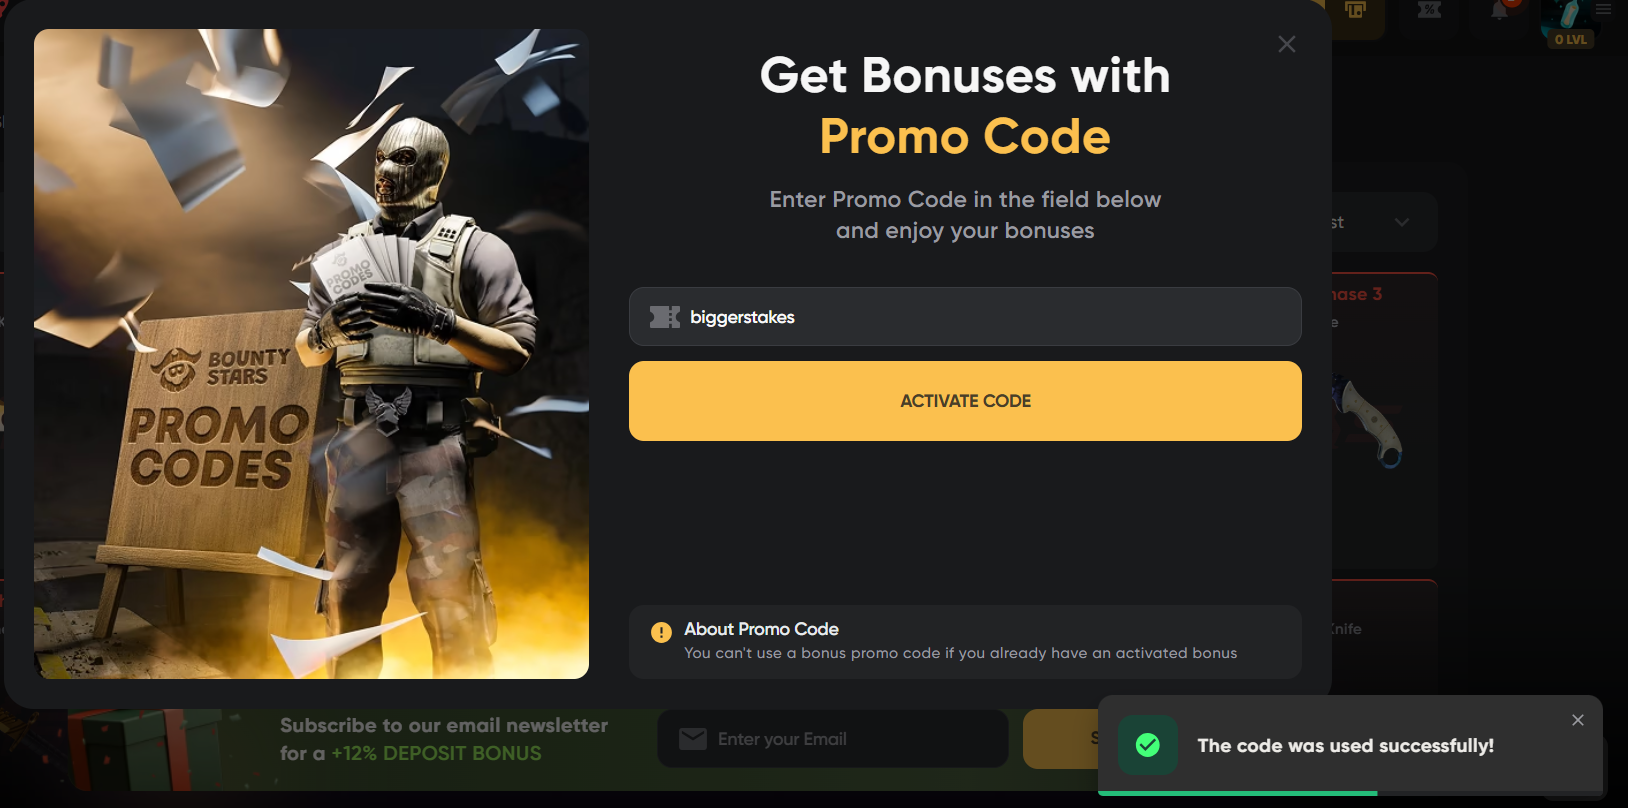 0 LVL
Get Bonuses with
Promo Code
Enter Promo Code in the field below
and enjoy your bonuses
PROMO
CODES
BOUNTY
STARS
PROMO
CODES
biggerstakes
ACTIVATE CODE
About Promo Code
You can't use a bonus promo code if you already have an activated bonus
Subscribe to our email newsletter
for a +12% DEPOSIT BONUS
Enter your Email
The code was used successfully!